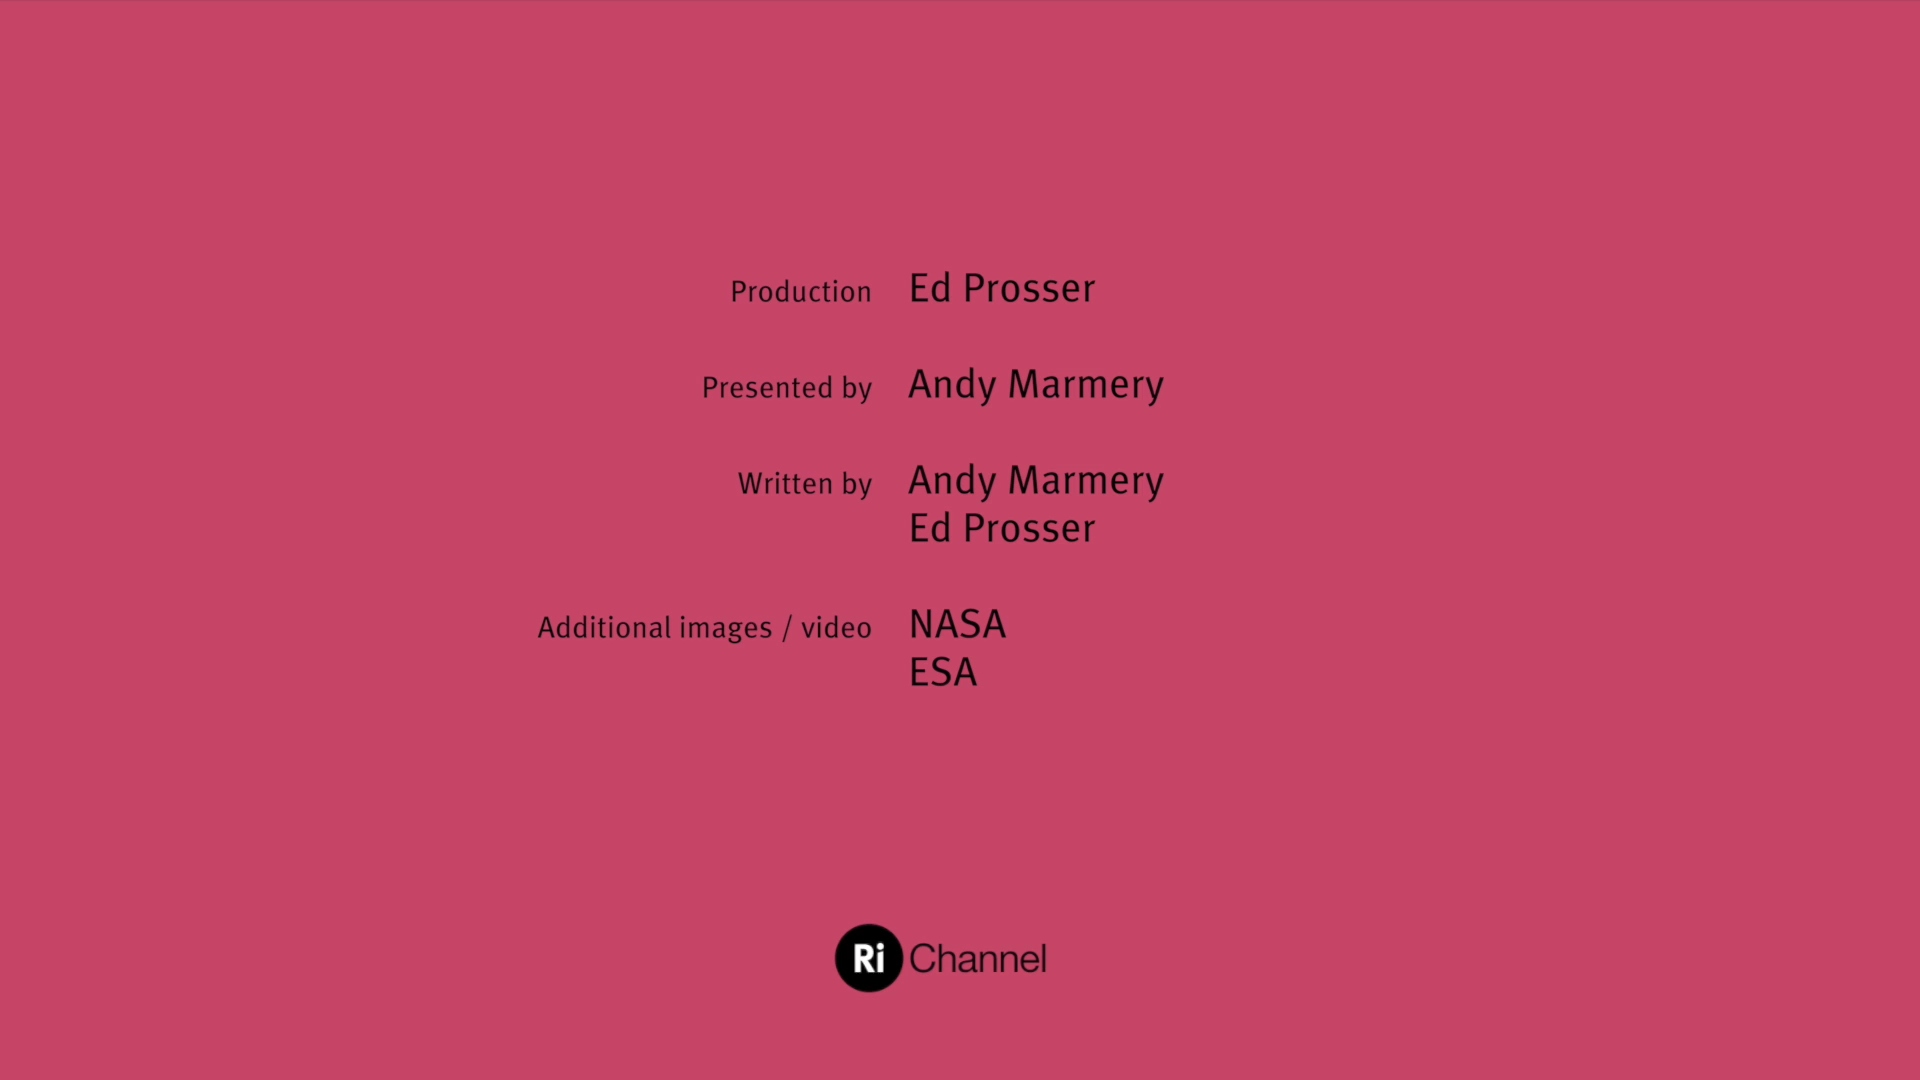 Production Ed Prosser
Presented by Andy Marmery
Written by Andy Marmery
Ed Prosser
Additional images / video NASA
ESA
Ri Channel